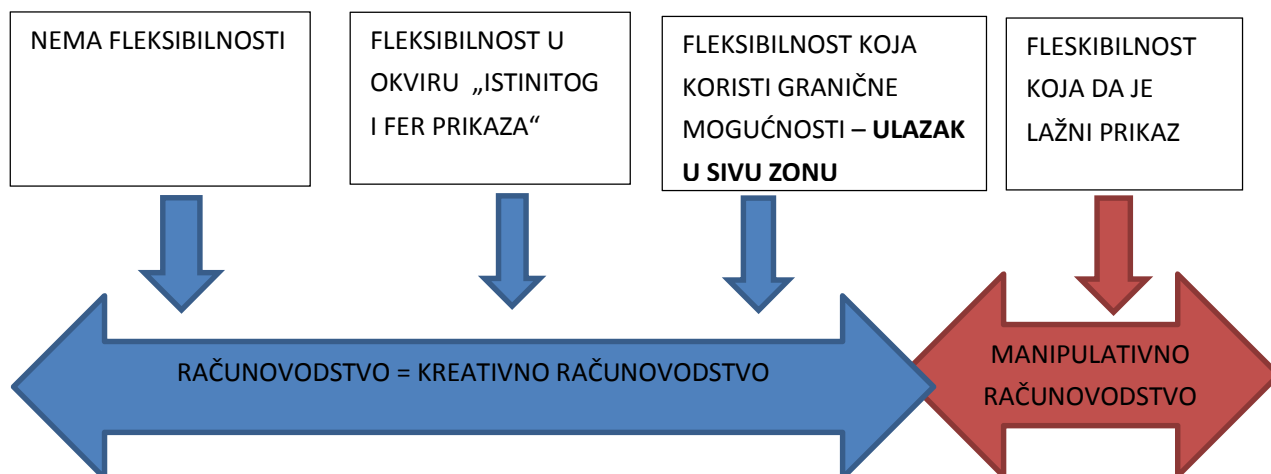 NEMA FLEKSIBILNOSTI
FLEKSIBILNOST U
OKVIRU „ISTINITOG
I FER PRIKAZA“
FLEKSIBILNOST KOJA
KORISTI GRANIČNE
MOGUĆNOSTI – ULAZAK
U SIVU ZONU
FLESKIBILNOST
KOJA DA JE
LAŽNI PRIKAZ
RAČUNOVODSTVO = KREATIVNO RAČUNOVODSTVO
MANIPULATIVNO
RAČUNOVODSTVO